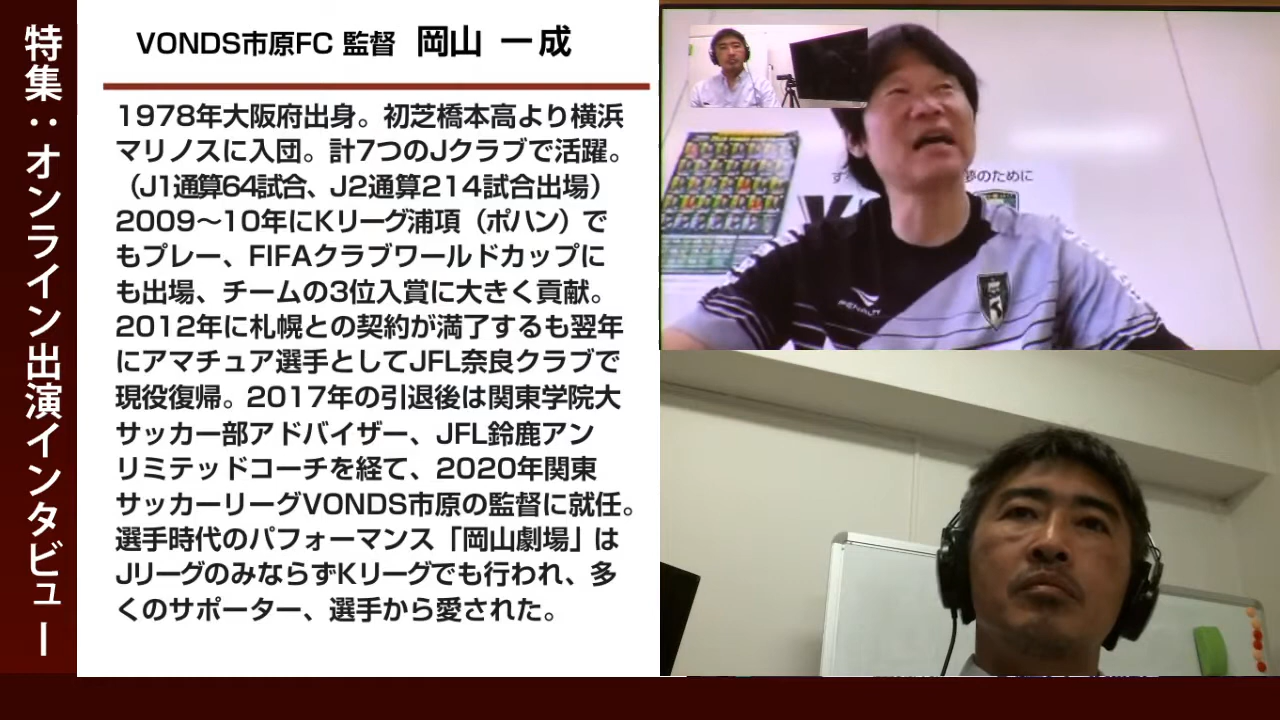 特集:オンライン出演インタビュー
VONDS市原FC 監督 岡山 一成
1978年大阪府出身。初芝橋本高より横浜
マリノスに入団。計7つのJクラブで活躍。
（J1通算64試合、J2通算214試合出場）
2009～10年にKリーグ浦項（ポハン）で
もプレー、FIFAクラブワールドカップに
も出場、チームの3位入賞に大きく貢献。
2012年に札幌との契約が満了するも翌年
にアマチュア選手としてJFL奈良クラブで
現役復帰。2017年の引退後は関東学院大
サッカー部アドバイザー、JFL鈴鹿アン
リミテッドコーチを経て、2020年関東
サッカーリーグVONDS市原の監督に就任。
選手時代のパフォーマンス「岡山劇場」は
JリーグのみならずKリーグでも行われ、多
くのサポーター、選手から愛された。
夢のために
PENALTY